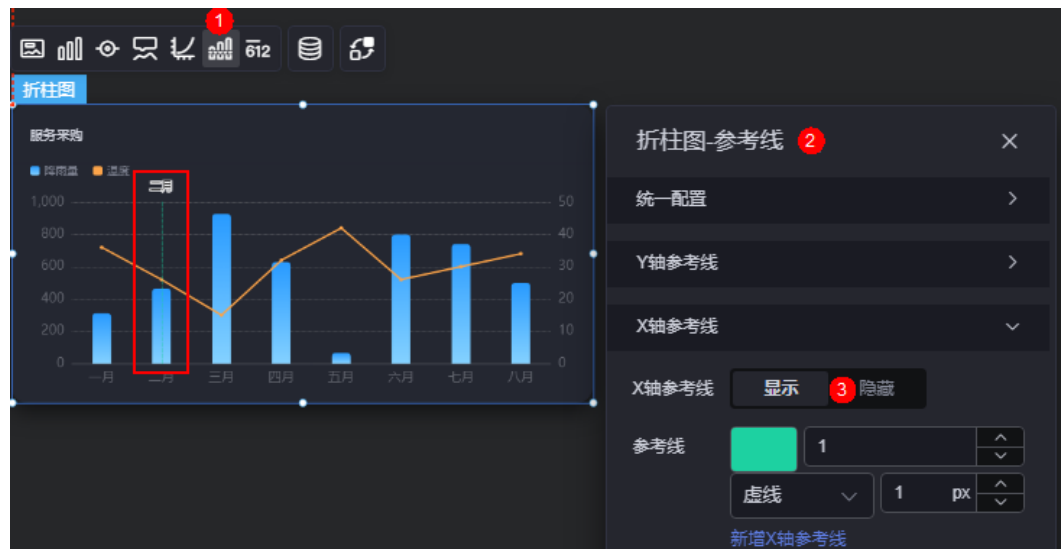 1
612
折柱图
服务采购
降雨量 温度
二月
1,000 50
800 40
600 30
400 20
200 10
0 0
一月 二月 三月 四月 五月 六月 七月 八月
折柱图-参考线 2 ×
统一配置
Y轴参考线
X轴参考线
X轴参考线 显示 3 隐藏
参考线 1
虚线 1 px
新增X轴参考线